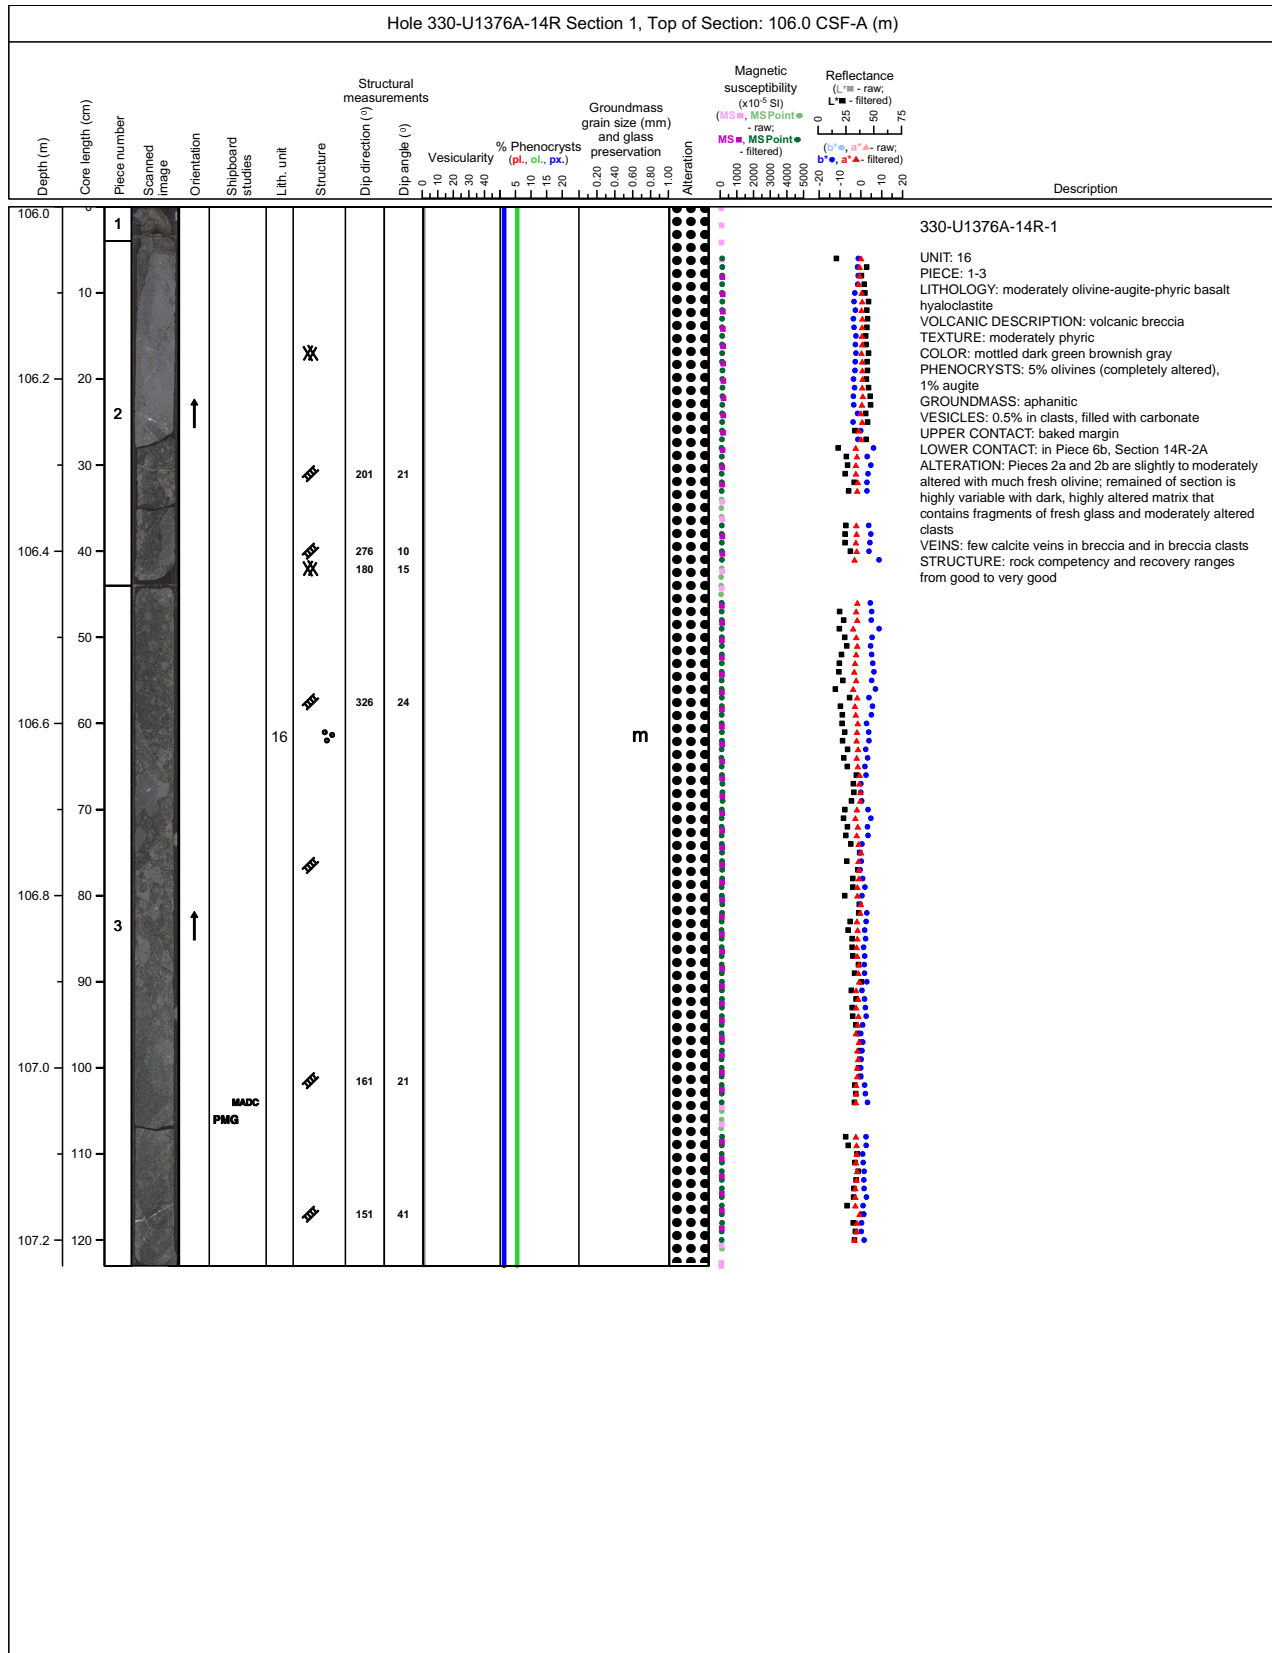 Hole 330-U1376A-14R Section 1, Top of Section: 106.0 CSF-A (m)
Depth (m)
Core length (cm)
Piece number
Scanned image
Orientation
Shipboard studies
Lith. unit
Structure
Structural measurements
Dip direction (°)
Dip angle (°)
Vesicularity
0 10 20 30 40
% Phenocrysts
(pl., ol., px.)
5 10 15 20
Groundmass
grain size (mm)
and glass
preservation
0.20 0.40 0.60 0.80 1.00
Alteration
Magnetic
susceptibility
(x10⁻⁵ SI)
(MS■, MSPoint●
- raw;
MS■, MSPoint●
- filtered)
0 1000 2000 3000 4000 5000
Reflectance
(L*■ - raw;
L*■ - filtered)
0 25 50 75
(b*●, a*▲- raw;
b*●, a*▲- filtered)
-20 -10 0 10 20
Description
106.0
106.2
106.4
106.6
106.8
107.0
107.2
0
10
20
30
40
50
60
70
80
90
100
110
120
1
2
3
MADC
PMG
16
201 21
276 10
180 15
326 24
161 21
151 41
m
330-U1376A-14R-1
UNIT: 16
PIECE: 1-3
LITHOLOGY: moderately olivine-augite-phyric basalt
hyaloclastite
VOLCANIC DESCRIPTION: volcanic breccia
TEXTURE: moderately phyric
COLOR: mottled dark green brownish gray
PHENOCRYSTS: 5% olivines (completely altered),
1% augite
GROUNDMASS: aphanitic
VESICLES: 0.5% in clasts, filled with carbonate
UPPER CONTACT: baked margin
LOWER CONTACT: in Piece 6b, Section 14R-2A
ALTERATION: Pieces 2a and 2b are slightly to moderately
altered with much fresh olivine; remained of section is
highly variable with dark, highly altered matrix that
contains fragments of fresh glass and moderately altered
clasts
VEINS: few calcite veins in breccia and in breccia clasts
STRUCTURE: rock competency and recovery ranges
from good to very good